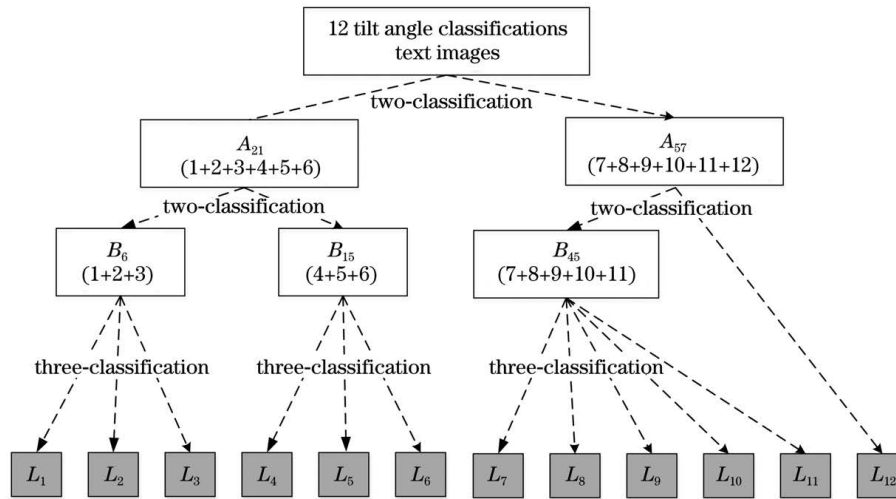 12 tilt angle classifications
text images
two-classification
A₂₁
(1+2+3+4+5+6)
A₅₇
(7+8+9+10+11+12)
two-classification
two-classification
B₆
(1+2+3)
B₁₅
(4+5+6)
B₄₅
(7+8+9+10+11)
three-classification
three-classification
three-classification
L₁
L₂
L₃
L₄
L₅
L₆
L₇
L₈
L₉
L₁₀
L₁₁
L₁₂